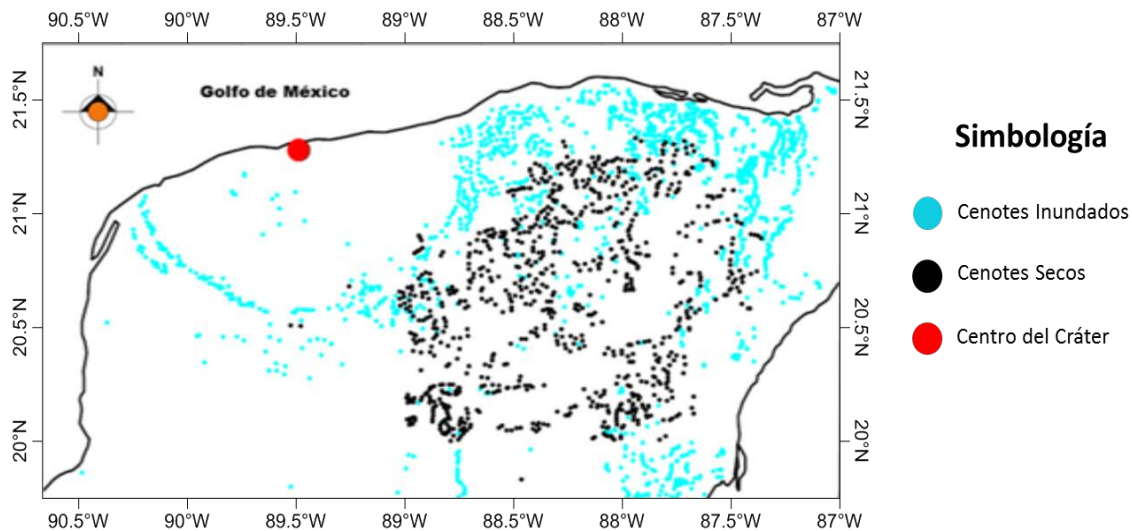 90.5°W 90°W 89.5°W 89°W 88.5°W 88°W 87.5°W 87°W
N
Golfo de México
21.5°N
21°N
20.5°N
20°N
21.5°N
21°N
20.5°N
20°N
90.5°W 90°W 89.5°W 89°W 88.5°W 88°W 87.5°W 87°W
Simbología
Cenotes Inundados
Cenotes Secos
Centro del Cráter